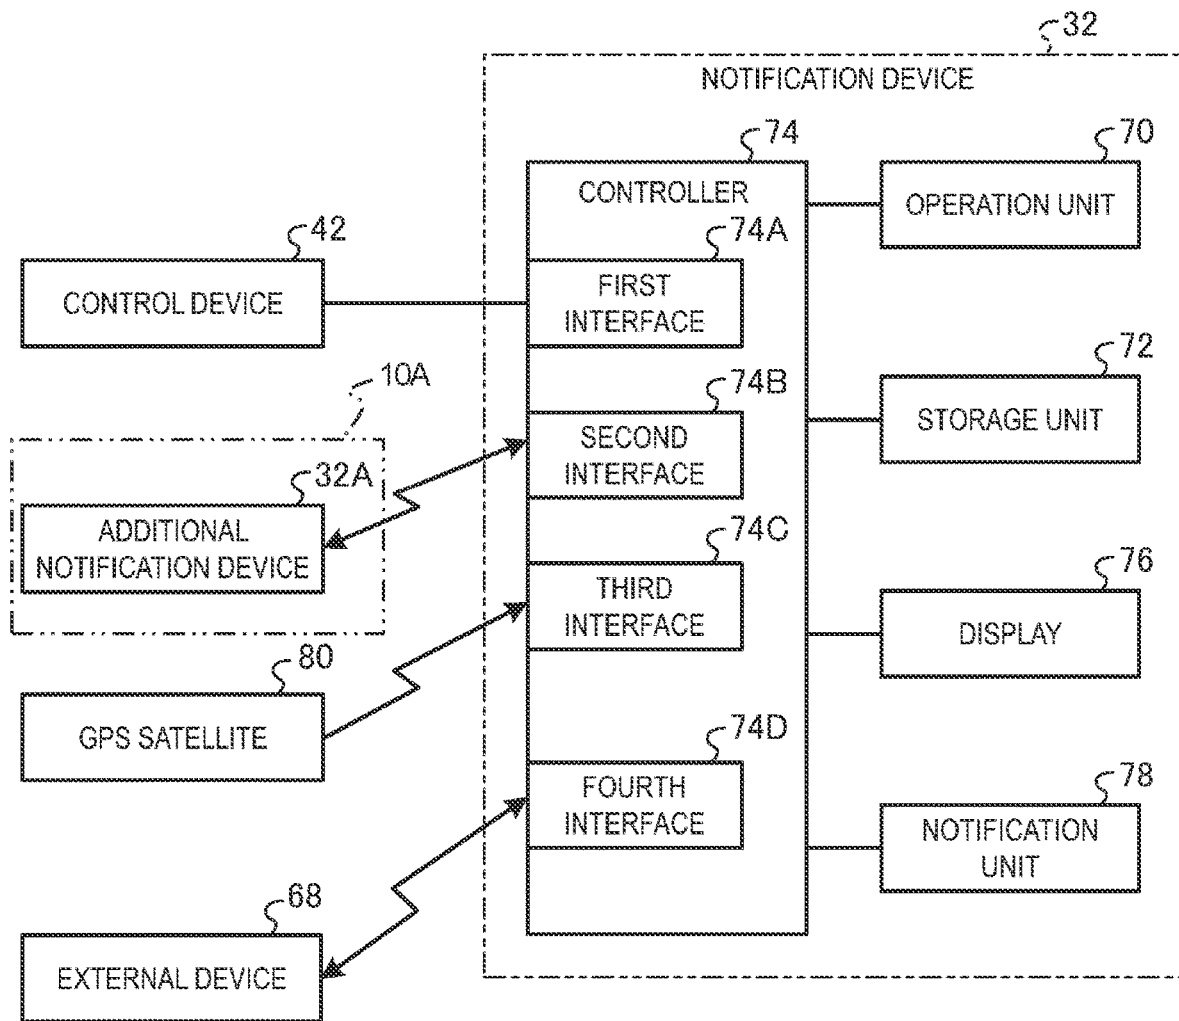 32
NOTIFICATION DEVICE
74
CONTROLLER
70
OPERATION UNIT
42
CONTROL DEVICE
74A
FIRST
INTERFACE
72
STORAGE UNIT
10A
74B
SECOND
INTERFACE
32A
ADDITIONAL
NOTIFICATION DEVICE
74C
THIRD
INTERFACE
76
DISPLAY
80
GPS SATELLITE
74D
FOURTH
INTERFACE
78
NOTIFICATION
UNIT
68
EXTERNAL DEVICE